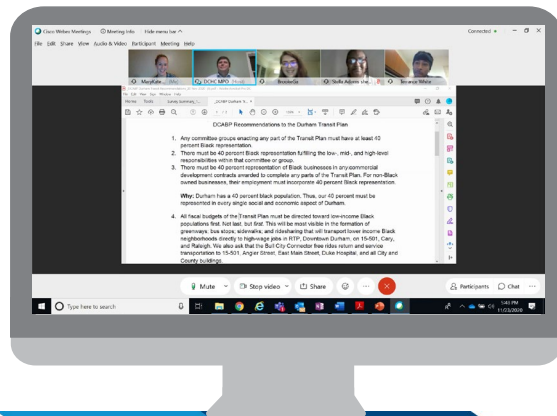 Cisco Webex Meetings Meeting Info Hide menu bar Connected
File Edit Share View Audio & Video Participant Meeting Help
DCHC MPO (Host) Terrance White
Home Tools
DCABP Recommendations to the Durham Transit Plan
1. Any committee groups enacting any part of the Transit Plan must have at least 40
percent Black representation.
2. There must be 40 percent Black representation fulfilling the low-, mid-, and high-level
responsibilities within that committee or group.
3. There must be 40 percent representation of Black businesses in any commercial
development contracts awarded to complete any parts of the Transit Plan. For non-Black
owned businesses, their employment must incorporate 40 percent Black representation.
Why: Durham has a 40 percent black population. Thus, our 40 percent must be
represented in every single social and economic aspect of Durham.
4. All fiscal budgets of the Transit Plan must be directed toward low-income Black
populations first. Not last, but first. This will be most visible in the formation of
greenways, bus stops, sidewalks, and ridesharing that will transport lower income Black
neighborhoods directly to high-wage jobs in RTP, Downtown Durham, on 15-501, Cary,
and Raleigh. We also ask that the Bull City Connector free rides return and service
transportation to 15-501, Angier Street, East Main Street, Duke Hospital, and all City and
County buildings.
Mute Stop video Share Participants Chat
Type here to search 5:40 PM
11/23/2020